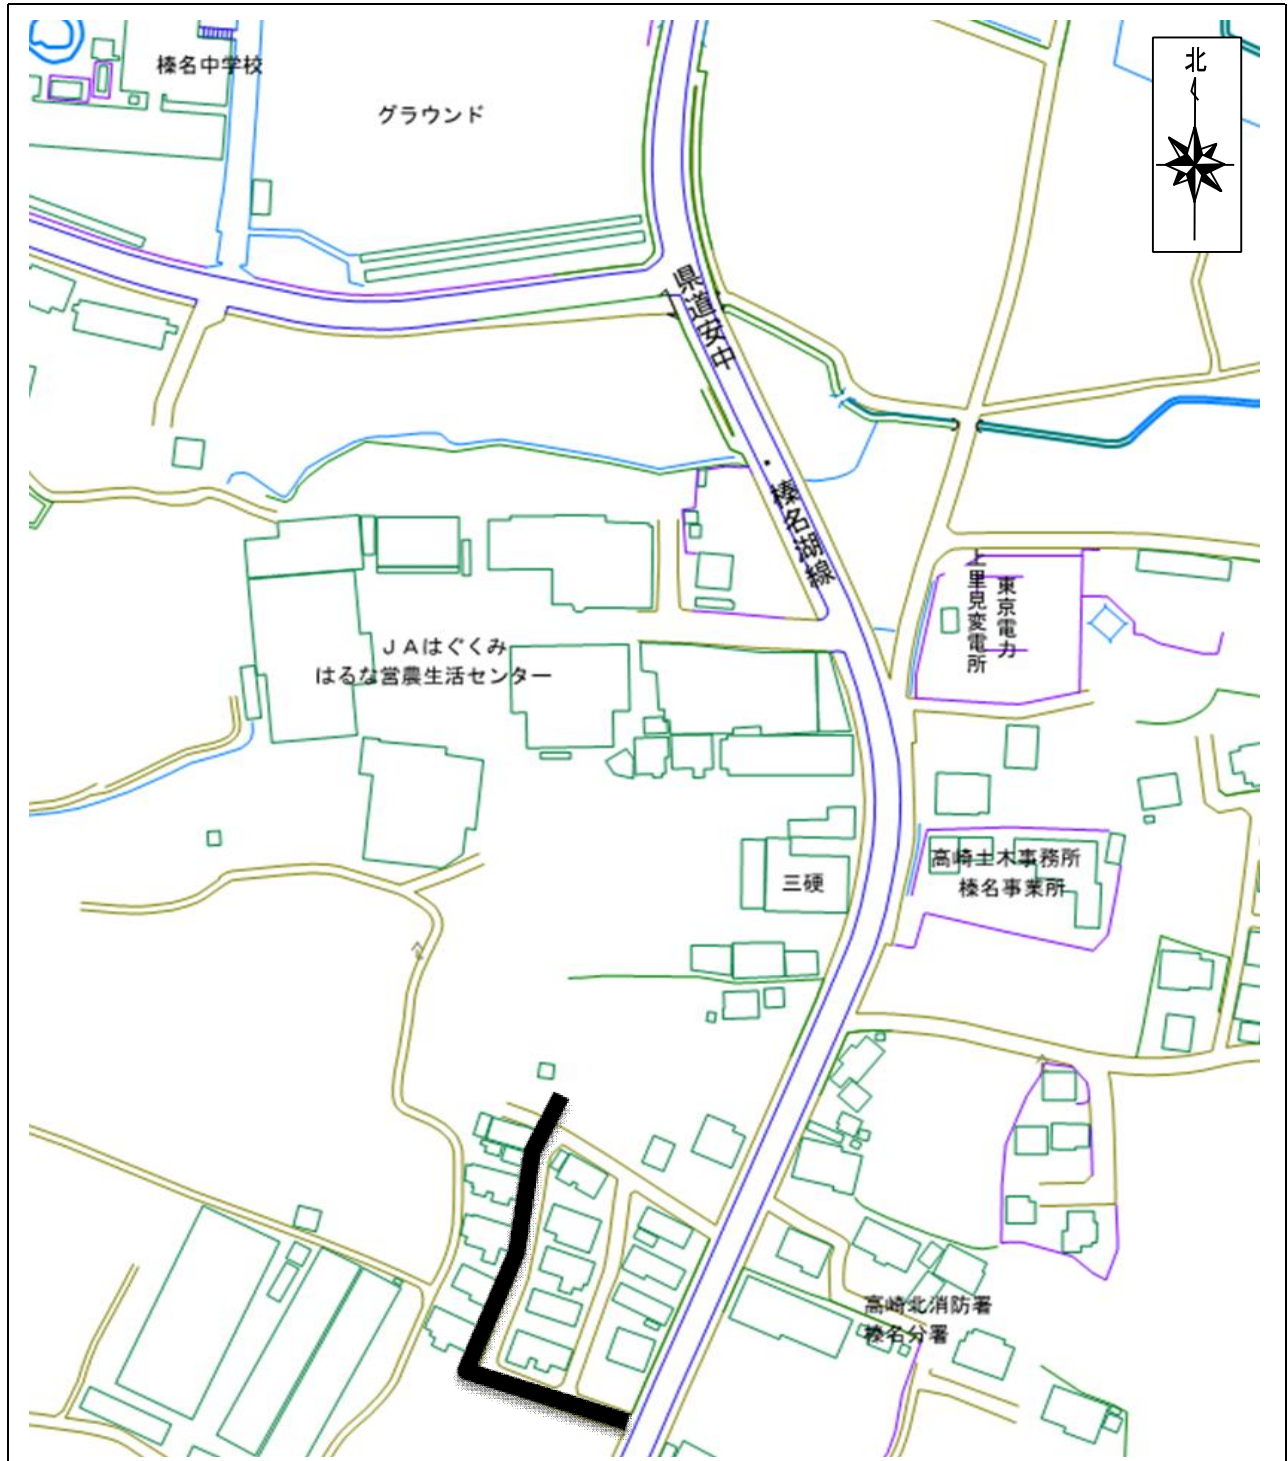 榛名中学校
グラウンド
北
県道安中・榛名湖線
東京電力
上里見変電所
ＪＡはぐくみ
はるな営農生活センター
三硬
高崎土木事務所
榛名事業所
高崎北消防署
榛名分署